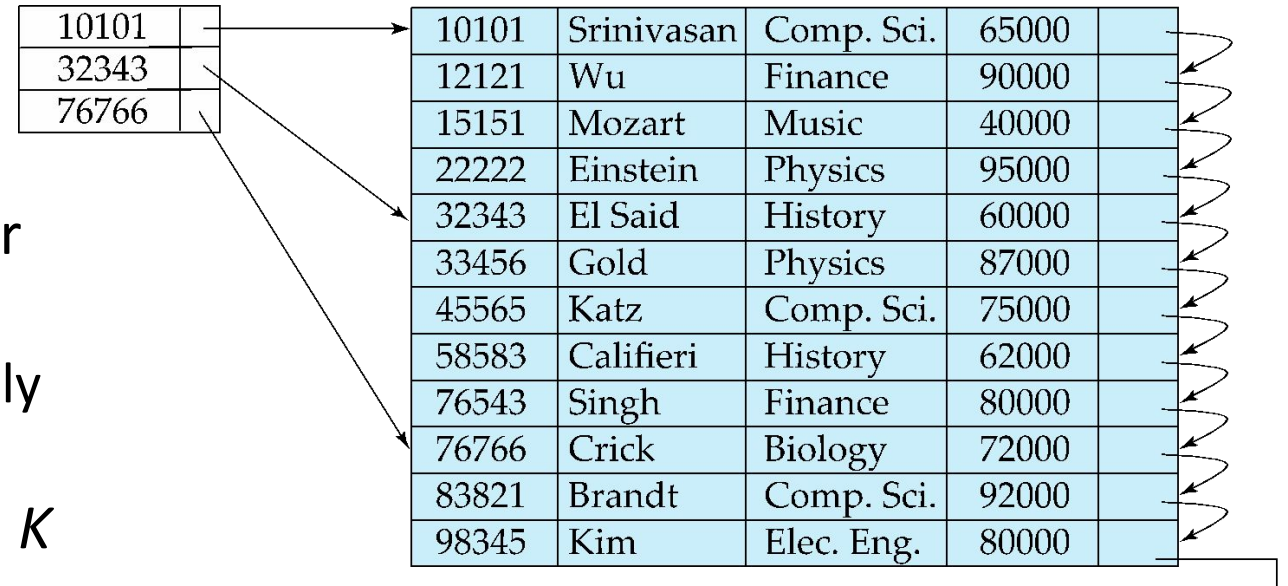 10101
32343
76766
r
ly
K
10101 Srinivasan Comp. Sci. 65000
12121 Wu Finance 90000
15151 Mozart Music 40000
22222 Einstein Physics 95000
32343 El Said History 60000
33456 Gold Physics 87000
45565 Katz Comp. Sci. 75000
58583 Califieri History 62000
76543 Singh Finance 80000
76766 Crick Biology 72000
83821 Brandt Comp. Sci. 92000
98345 Kim Elec. Eng. 80000